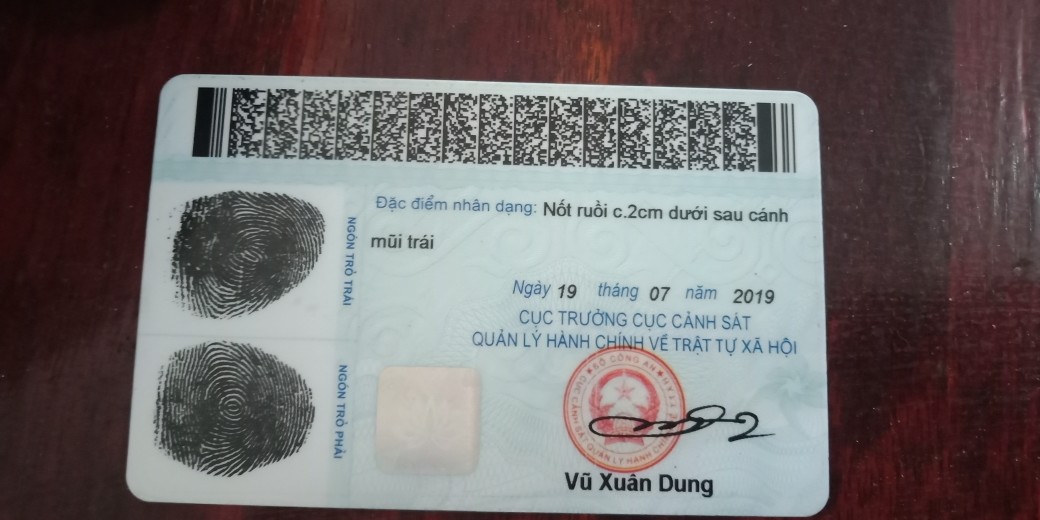 Đặc điểm nhân dạng: Nốt ruồi c.2cm dưới sau cánh
mũi trái
NGÓN TRỎ TRÁI
NGÓN TRỎ PHẢI
Ngày 19 tháng 07 năm 2019
CỤC TRƯỞNG CỤC CẢNH SÁT
QUẢN LÝ HÀNH CHÍNH VỀ TRẬT TỰ XÃ HỘI
BỘ CÔNG AN
Vũ Xuân Dung